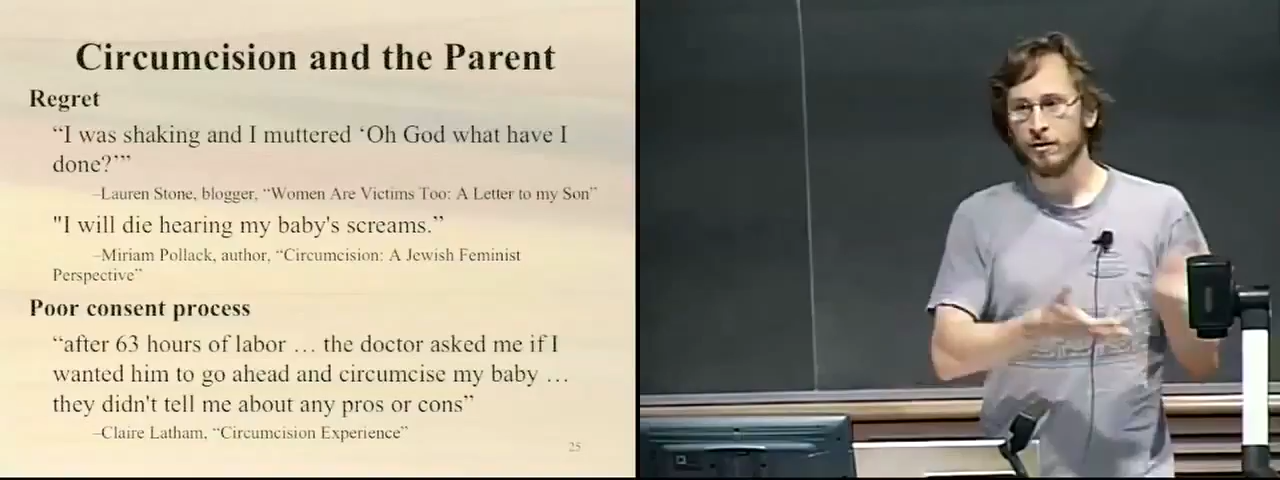 Circumcision and the Parent
Regret
“I was shaking and I muttered ‘Oh God what have I
done?’”
–Lauren Stone, blogger, “Women Are Victims Too: A Letter to my Son”
"I will die hearing my baby's screams.”
–Miriam Pollack, author, “Circumcision: A Jewish Feminist
Perspective”
Poor consent process
“after 63 hours of labor … the doctor asked me if I
wanted him to go ahead and circumcise my baby …
they didn't tell me about any pros or cons”
–Claire Latham, “Circumcision Experience”
25